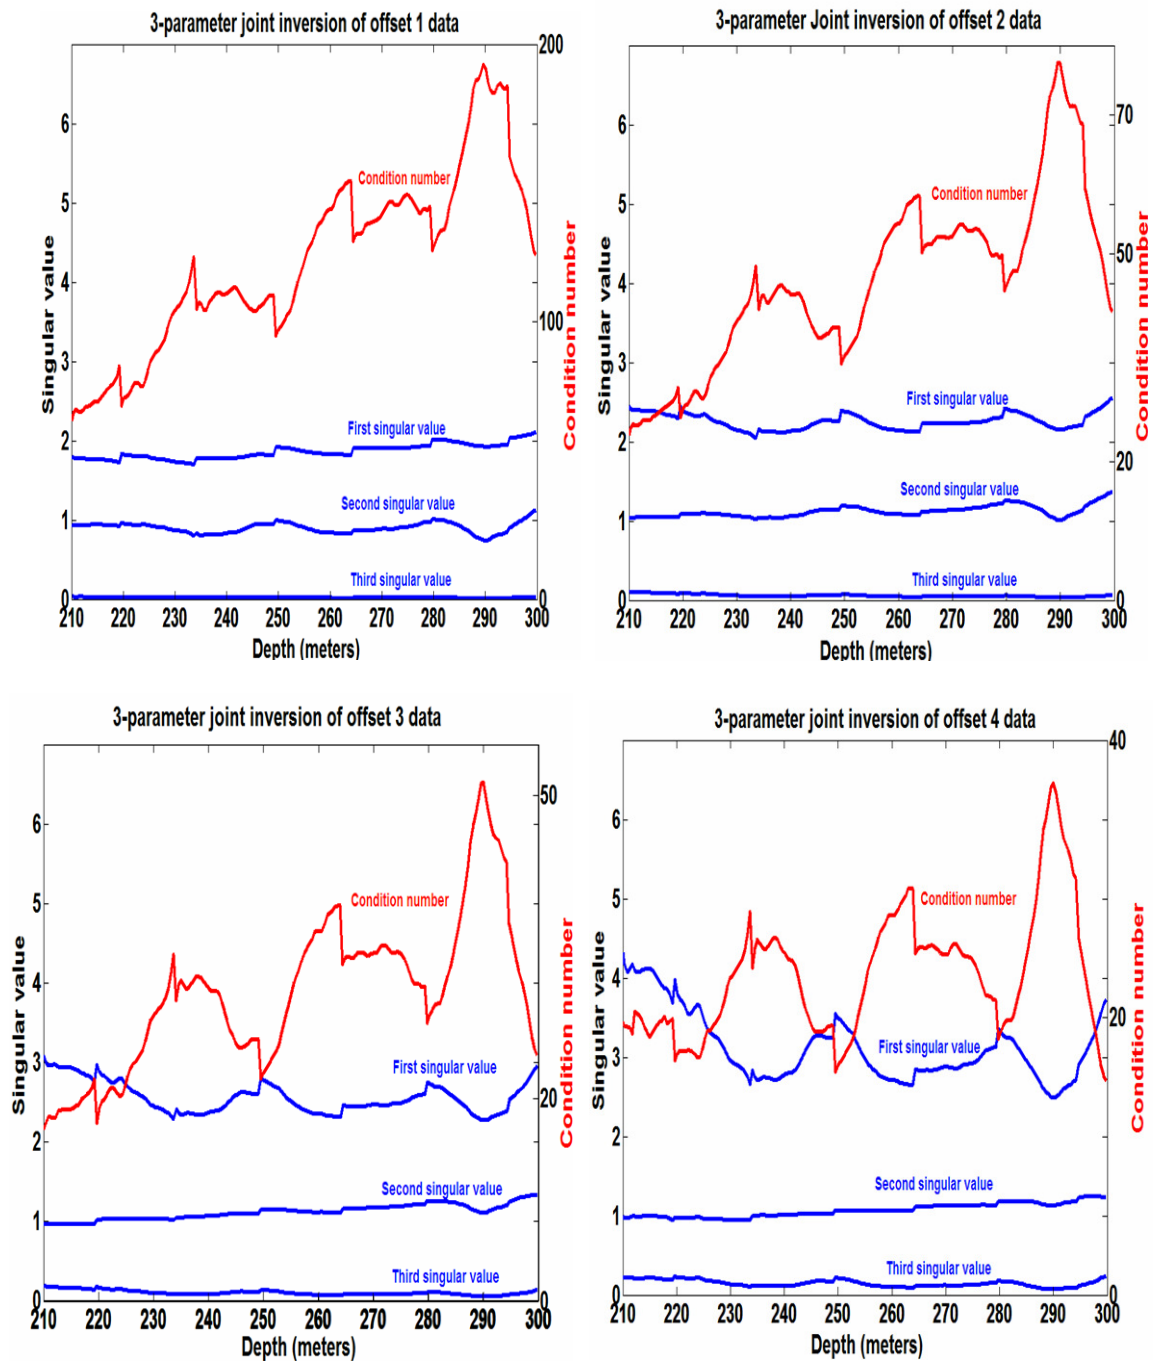 3-parameter joint inversion of offset 1 data
200
6
Condition number
5
4
100
3
First singular value
2
Second singular value
1
Third singular value
0
0
210 220 230 240 250 260 270 280 290 300
Depth (meters)
Singular value
Condition number
3-parameter Joint inversion of offset 2 data
70
6
Condition number
5
50
4
3
First singular value
2
20
Second singular value
1
Third singular value
0
0
210 220 230 240 250 260 270 280 290 300
Depth (meters)
Singular value
Condition number
3-parameter joint inversion of offset 3 data
50
6
Condition number
5
4
3
First singular value
20
2
Second singular value
1
Third singular value
0
0
210 220 230 240 250 260 270 280 290 300
Depth (meters)
Singular value
Condition number
3-parameter joint inversion of offset 4 data
40
6
Condition number
5
4
20
First singular value
3
2
Second singular value
1
Third singular value
0
0
210 220 230 240 250 260 270 280 290 300
Depth (meters)
Singular value
Condition number